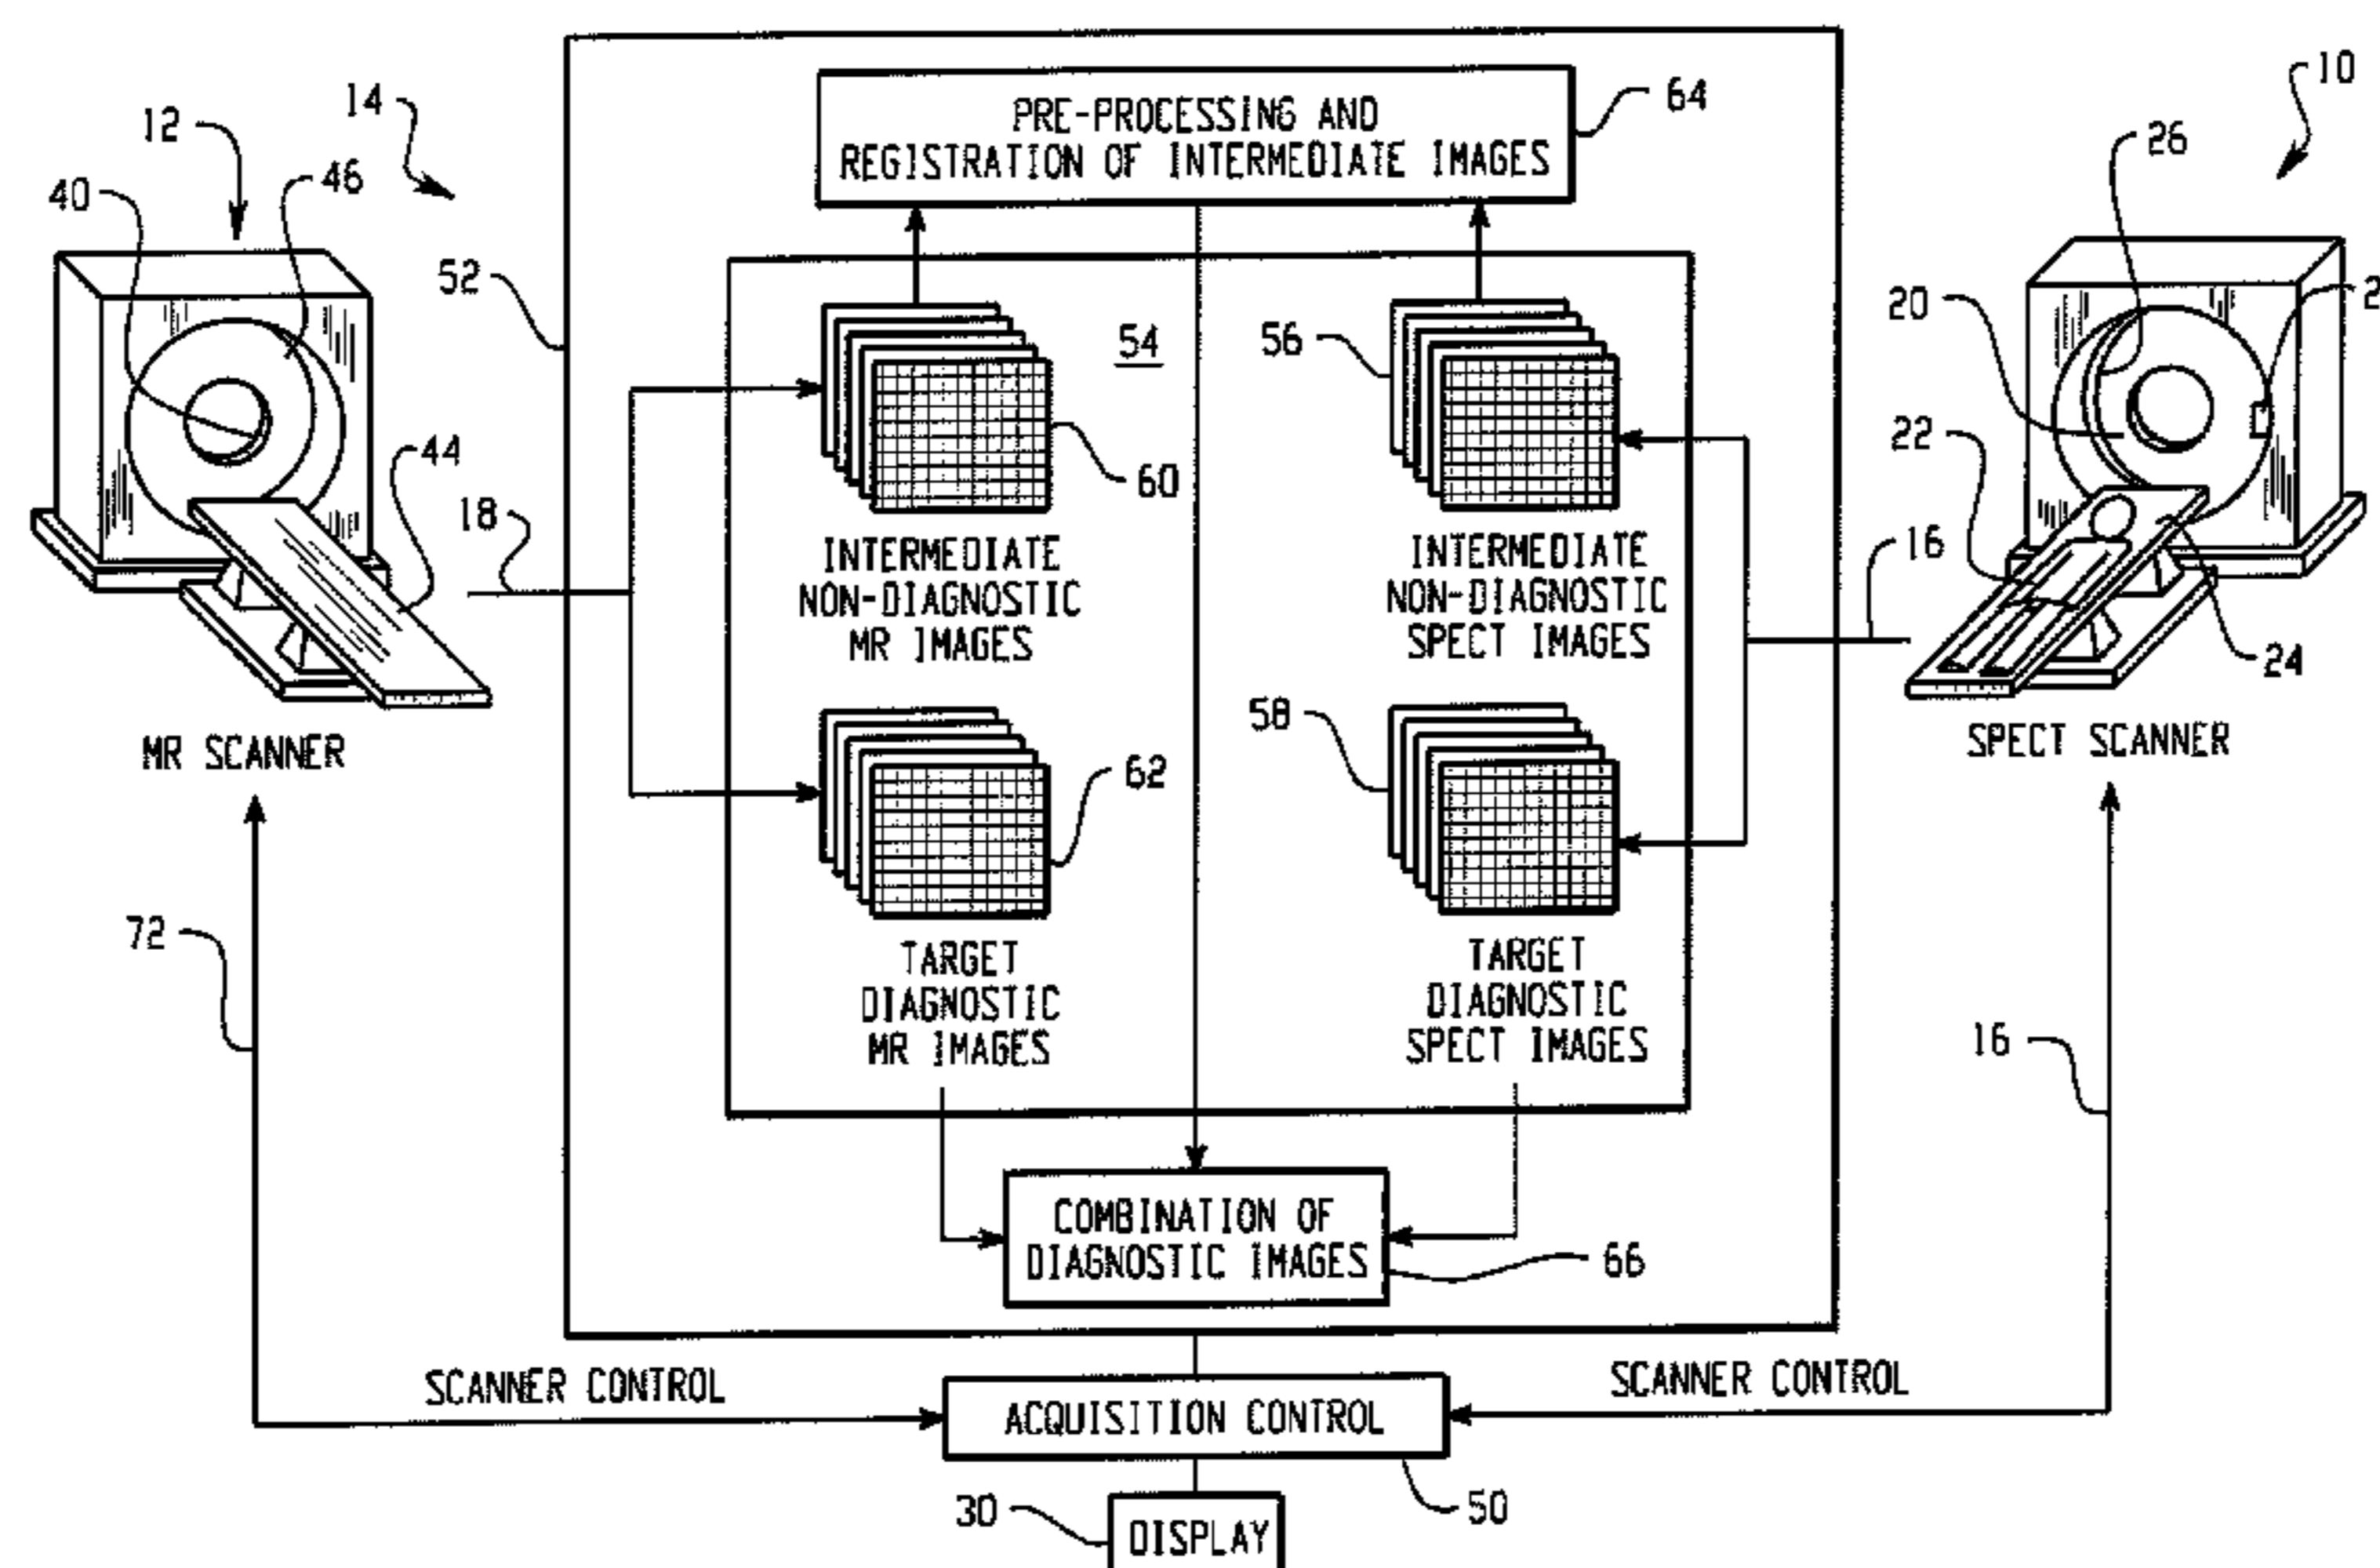 10
14
12
64
PRE-PROCESSING AND
REGISTRATION OF INTERMEDIATE IMAGES
26
40
46
52
20
54
56
22
44
60
18
16
INTERMEDIATE
NON-DIAGNOSTIC
MR IMAGES
INTERMEDIATE
NON-DIAGNOSTIC
SPECT IMAGES
24
58
MR SCANNER
SPECT SCANNER
62
72
TARGET
DIAGNOSTIC
MR IMAGES
TARGET
DIAGNOSTIC
SPECT IMAGES
16
COMBINATION OF
DIAGNOSTIC IMAGES
66
SCANNER CONTROL
SCANNER CONTROL
ACQUISITION CONTROL
50
30
DISPLAY